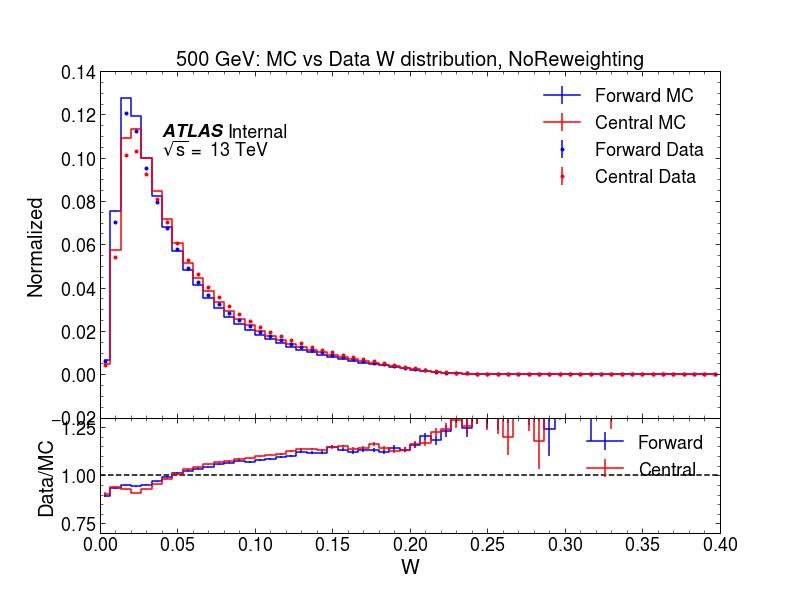 500 GeV: MC vs Data W distribution, NoReweighting
0.14
0.12
0.10
0.08
0.06
0.04
0.02
0.00
−0.02
Normalized
ATLAS Internal
√s = 13 TeV
Forward MC
Central MC
Forward Data
Central Data
1.25
1.00
0.75
Data/MC
Forward
Central
0.00 0.05 0.10 0.15 0.20 0.25 0.30 0.35 0.40
W